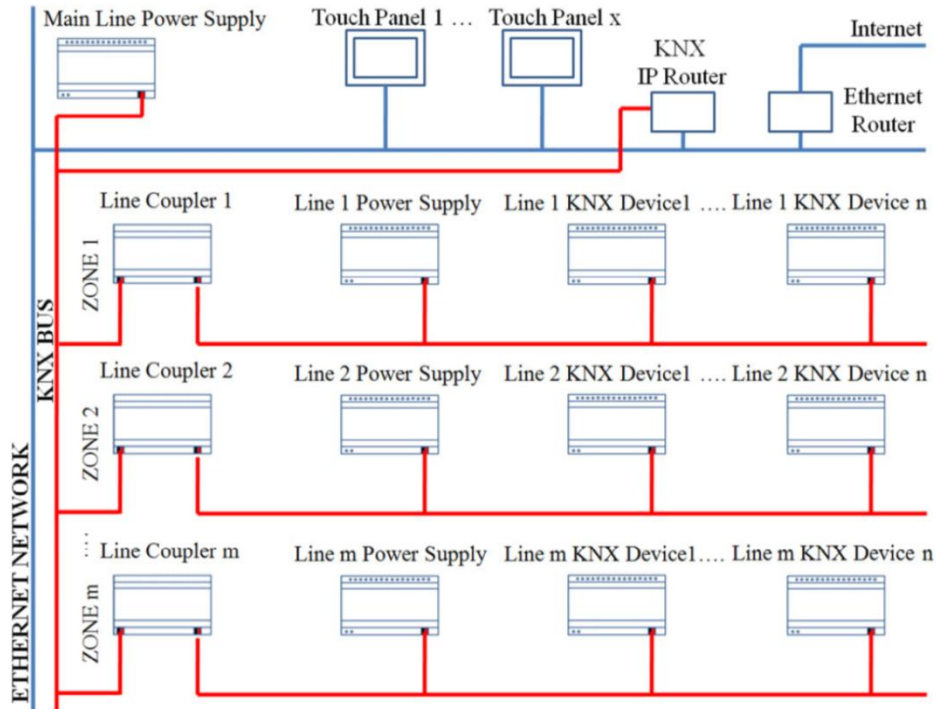 Main Line Power Supply
Touch Panel 1 ... Touch Panel x
KNX
IP Router
Internet
Ethernet
Router
Line Coupler 1
Line 1 Power Supply
Line 1 KNX Device1 .... Line 1 KNX Device n
ZONE 1
KNX BUS
Line Coupler 2
Line 2 Power Supply
Line 2 KNX Device1 .... Line 2 KNX Device n
ZONE 2
ETHERNET NETWORK
....
Line Coupler m
Line m Power Supply
Line m KNX Device1.... Line m KNX Device n
ZONE m